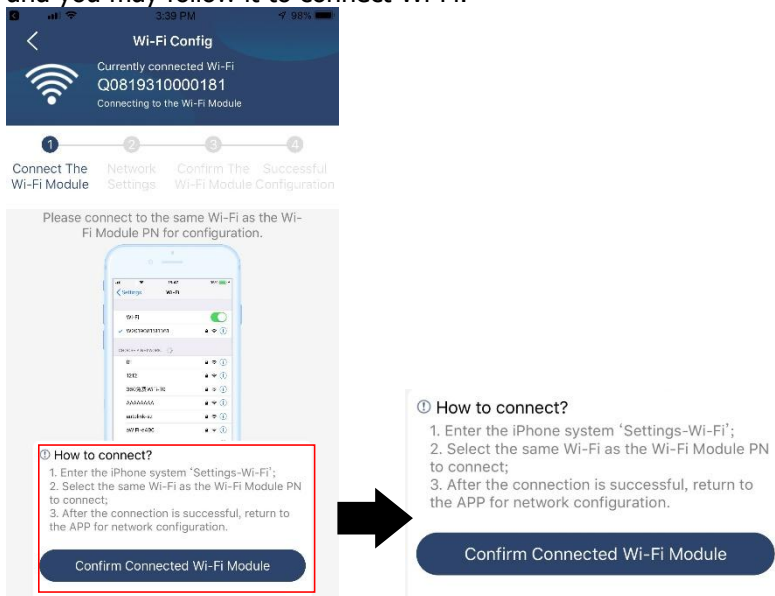 and you may follow it to connect Wi-Fi.
3:39 PM
98%
Wi-Fi Config
Currently connected Wi-Fi
Q0819310000181
Connecting to the Wi-Fi Module
1
2
3
4
Connect The Wi-Fi Module
Network Settings
Confirm The Wi-Fi Module
Successful Configuration
Please connect to the same Wi-Fi as the Wi-
Fi Module PN for configuration.
Settings
Wi-Fi
Wi-Fi
1212
AAAAAAAA
How to connect?
1. Enter the iPhone system ‘Settings-Wi-Fi’;
2. Select the same Wi-Fi as the Wi-Fi Module PN
to connect;
3. After the connection is successful, return to
the APP for network configuration.
Confirm Connected Wi-Fi Module
How to connect?
1. Enter the iPhone system ‘Settings-Wi-Fi’;
2. Select the same Wi-Fi as the Wi-Fi Module PN
to connect;
3. After the connection is successful, return to
the APP for network configuration.
Confirm Connected Wi-Fi Module